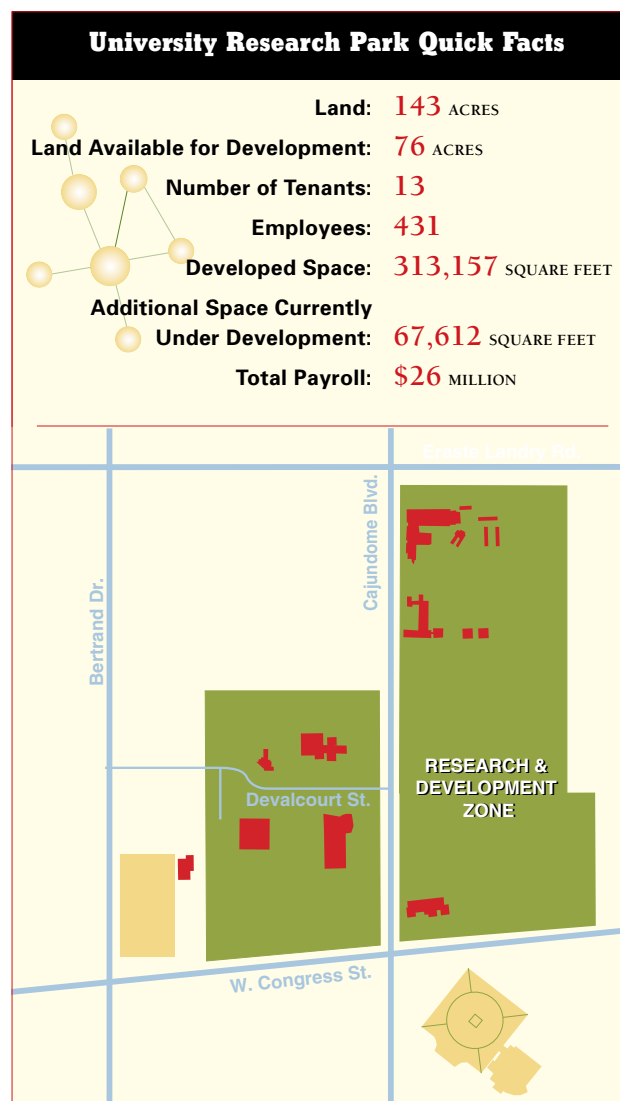 University Research Park Quick Facts
Land: 143 ACRES
Land Available for Development: 76 ACRES
Number of Tenants: 13
Employees: 431
Developed Space: 313,157 SQUARE FEET
Additional Space Currently
Under Development: 67,612 SQUARE FEET
Total Payroll: $26 MILLION
Eraste Landry Rd.
Cajundome Blvd.
Bertrand Dr.
RESEARCH &
DEVELOPMENT
ZONE
Devalcourt St.
W. Congress St.